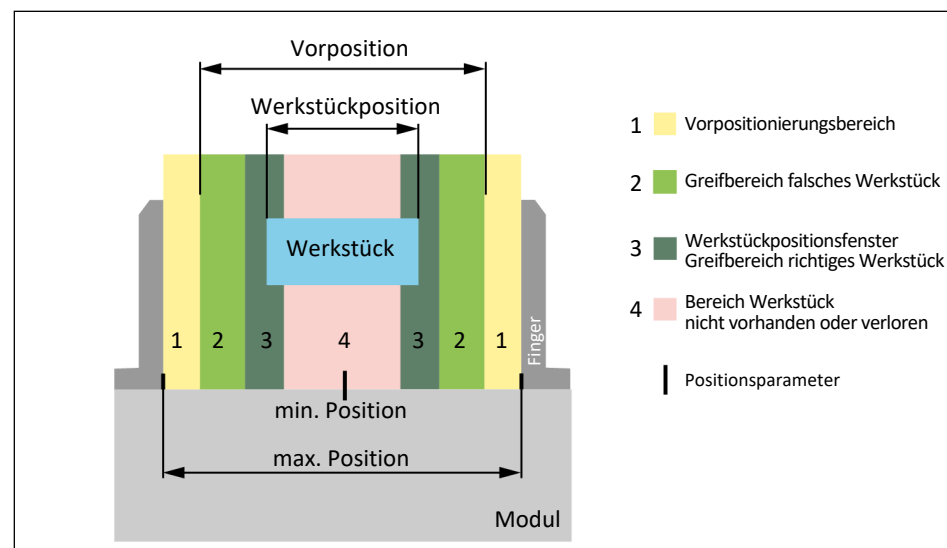 Vorposition
Werkstückposition
Werkstück
1 2 3 4 3 2 1
Finger
min. Position
max. Position
Modul
1 Vorpositionierungsbereich
2 Greifbereich falsches Werkstück
3 Werkstückpositionsfenster
Greifbereich richtiges Werkstück
4 Bereich Werkstück
nicht vorhanden oder verloren
Positionsparameter